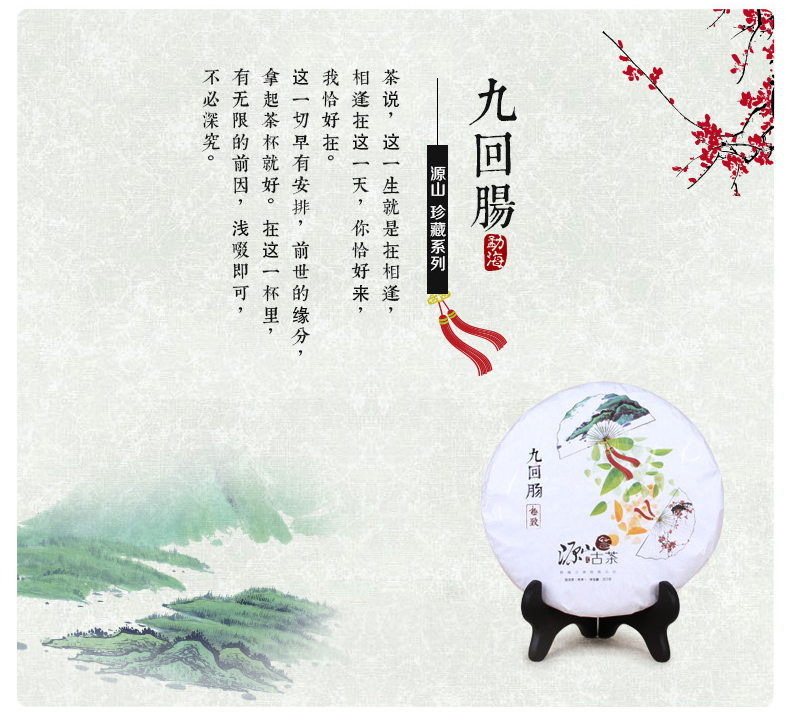 九回腸
勐海
源山 珍藏系列
茶说，这一生就是在相逢，
相逢在这一天，你恰好来，
我恰好在。
这一切早有安排，前世的缘分，
拿起茶杯就好。在这一杯里，
有无限的前因，浅啜即可，
不必深究。
九回肠
源山古茶